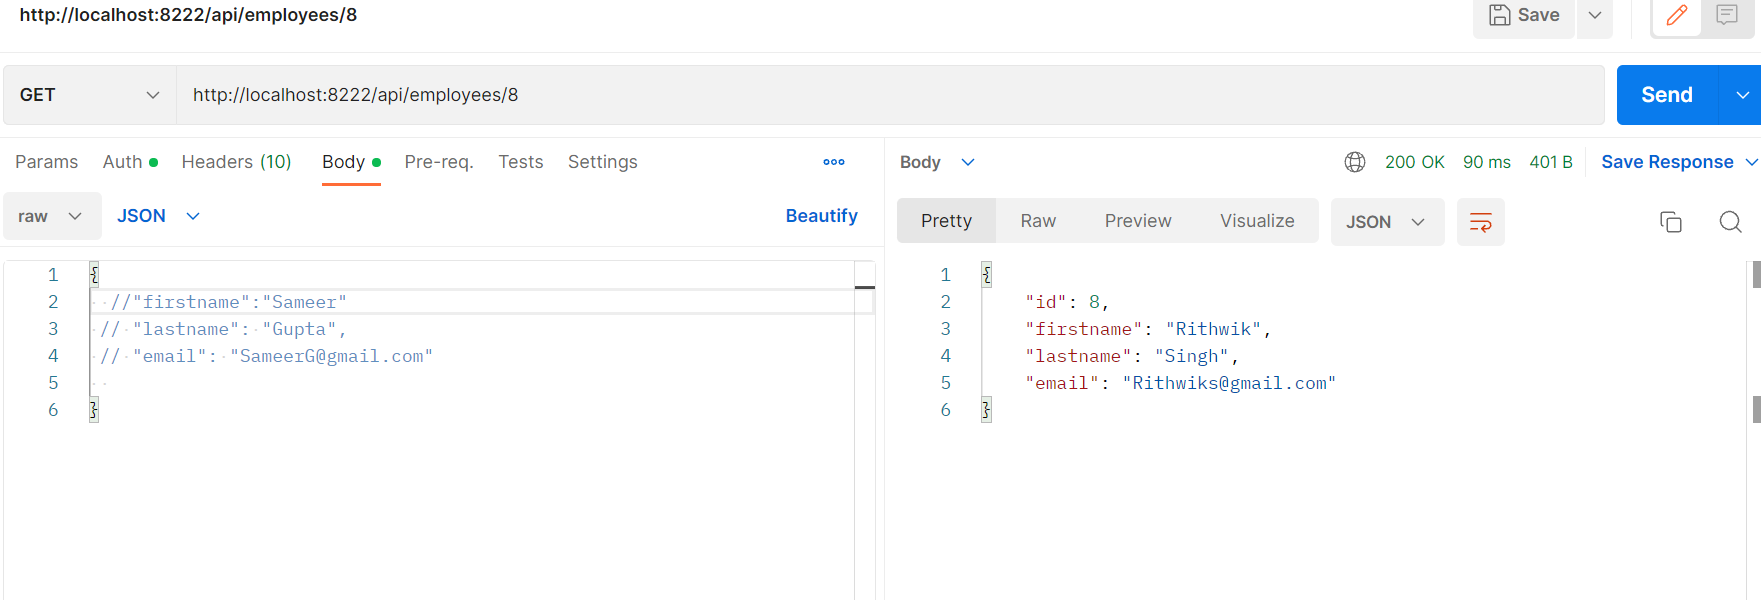 http://localhost:8222/api/employees/8
Save
GET
http://localhost:8222/api/employees/8
Send
Params Auth Headers (10) Body Pre-req. Tests Settings
raw JSON Beautify
1 {
2 //"firstname":"Sameer"
3 // "lastname": "Gupta",
4 // "email": "SameerG@gmail.com"
5
6 }
Body 200 OK 90 ms 401 B Save Response
Pretty Raw Preview Visualize JSON
1 {
2 "id": 8,
3 "firstname": "Rithwik",
4 "lastname": "Singh",
5 "email": "Rithwiks@gmail.com"
6 }